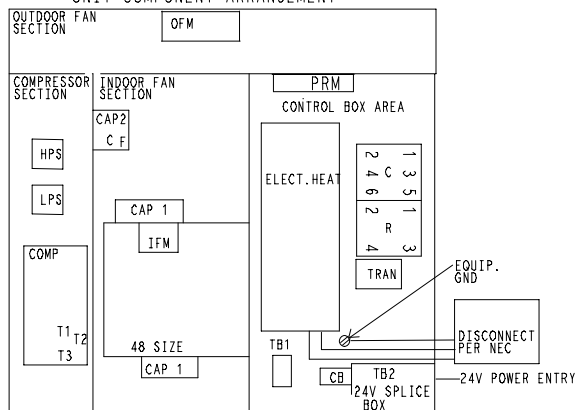 UNIT COMPONENT ARRANGEMENT
OUTDOOR FAN
SECTION
OFM
COMPRESSOR
SECTION
INDOOR FAN
SECTION
PRM
CONTROL BOX AREA
CAP2
C F
HPS
LPS
ELECT.HEAT
2 1
4 C 3
6 5
2 1
R
4 3
CAP 1
IFM
COMP
TRAN
EQUIP.
GND
T1
T2
T3
48 SIZE
CAP 1
TB1
DISCONNECT
PER NEC
CB
TB2
24V SPLICE
BOX
24V POWER ENTRY